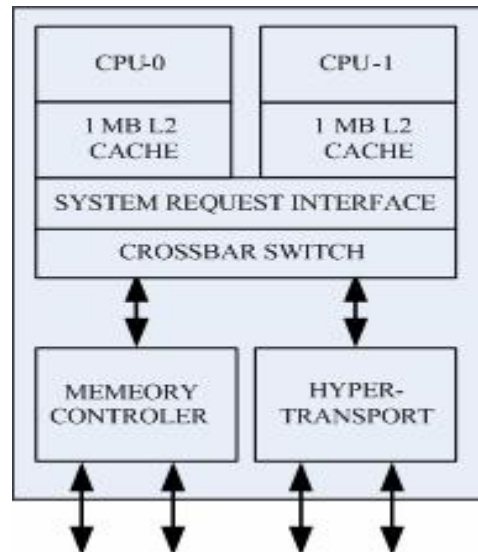 CPU-0
CPU-1
1 MB L2
CACHE
1 MB L2
CACHE
SYSTEM REQUEST INTERFACE
CROSSBAR SWITCH
MEMEORY
CONTROLER
HYPER-
TRANSPORT